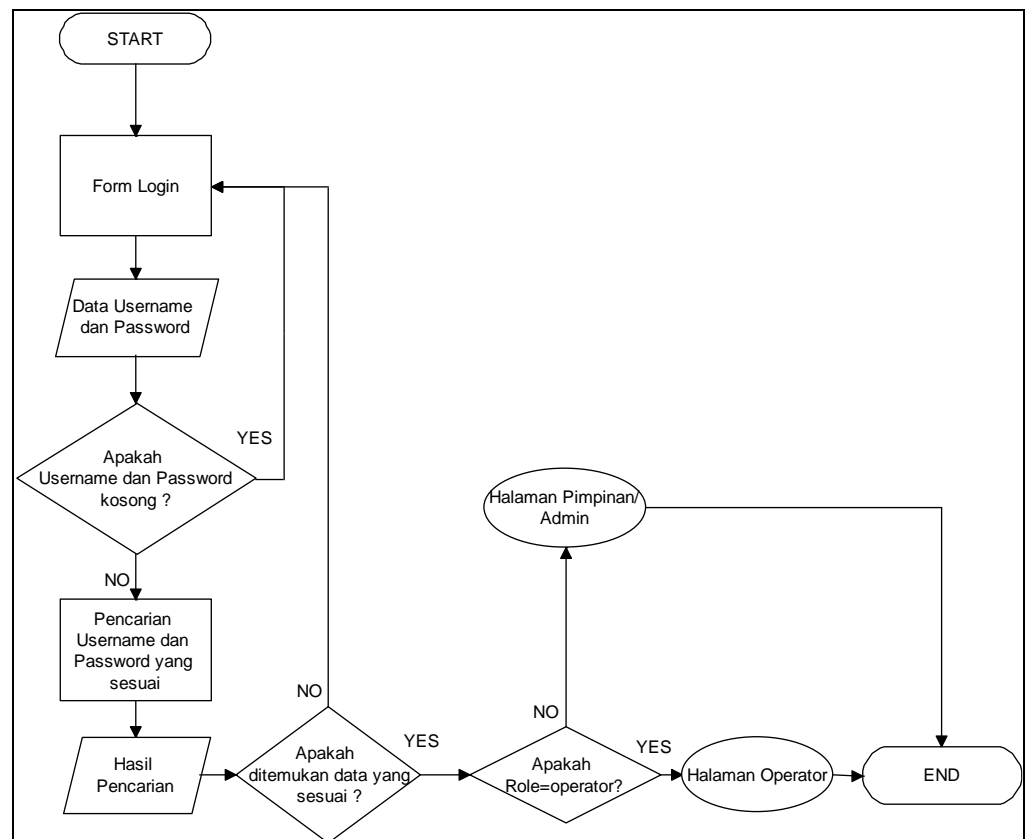 START
Form Login
Data Username
dan Password
Apakah
Username dan Password
kosong ?
YES
NO
Pencarian
Username dan
Password yang
sesuai
Hasil
Pencarian
Apakah
ditemukan data yang
sesuai ?
NO
YES
Apakah
Role=operator?
NO
YES
Halaman Pimpinan/
Admin
Halaman Operator
END